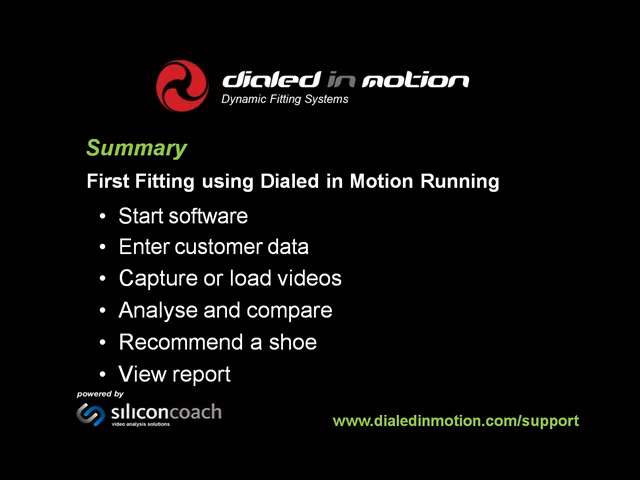 dialed in motion
Dynamic Fitting Systems
Summary
First Fitting using Dialed in Motion Running
• Start software
• Enter customer data
• Capture or load videos
• Analyse and compare
• Recommend a shoe
• View report
powered by
siliconcoach
video analysis solutions
www.dialedinmotion.com/support